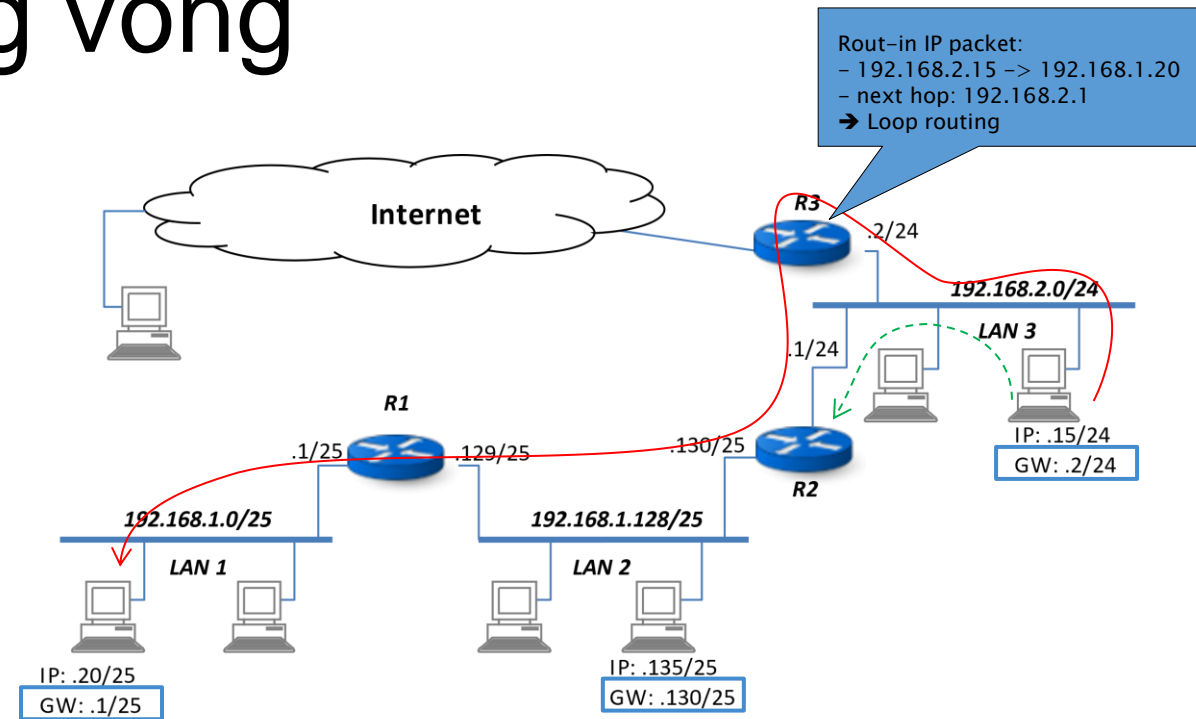 g vòng
Rout-in IP packet:
- 192.168.2.15 -> 192.168.1.20
- next hop: 192.168.2.1
➔ Loop routing
Internet
R3
.2/24
192.168.2.0/24
LAN 3
.1/24
R1
.1/25
.129/25
.130/25
R2
IP: .15/24
GW: .2/24
192.168.1.0/25
LAN 1
192.168.1.128/25
LAN 2
IP: .20/25
GW: .1/25
IP: .135/25
GW: .130/25